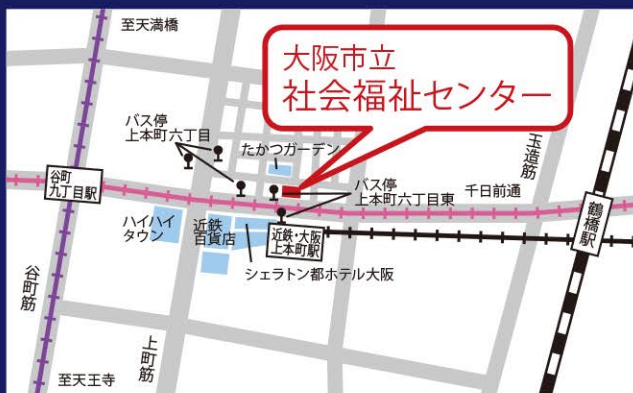 至天満橋
大阪市立
社会福祉センター
バス停
上本町六丁目
たかつガーデン
玉造筋
谷町
九丁目駅
バス停
上本町六丁目東
千日前通
ハイハイ
タウン
近鉄
百貨店
近鉄・大阪
上本町駅
鶴橋駅
シェラトン都ホテル大阪
谷町筋
上町筋
至天王寺